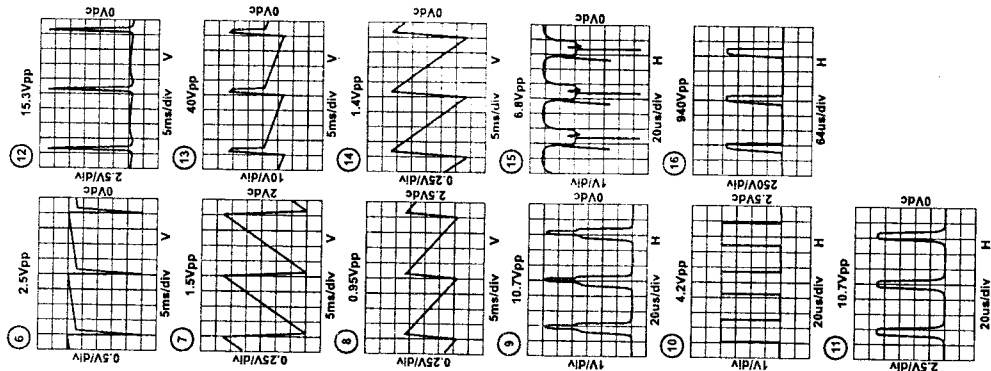 6
2.5Vpp
0Vdc
0.5V/div
V
7
1.5Vpp
2Vdc
0.25V/div
5ms/div
V
8
0.95Vpp
2.5Vdc
0.25V/div
5ms/div
V
9
10.7Vpp
0Vdc
1V/div
20us/div
H
10
4.2Vpp
2.5Vdc
1V/div
20us/div
H
11
10.7Vpp
0Vdc
2.5V/div
20us/div
H
12
15.3Vpp
0Vdc
2.5V/div
5ms/div
V
13
40Vpp
0Vdc
10V/div
5ms/div
V
14
1.4Vpp
0Vdc
0.25V/div
5ms/div
V
15
6.8Vpp
0Vdc
1V/div
20us/div
H
16
940Vpp
0Vdc
250V/div
64us/div
H